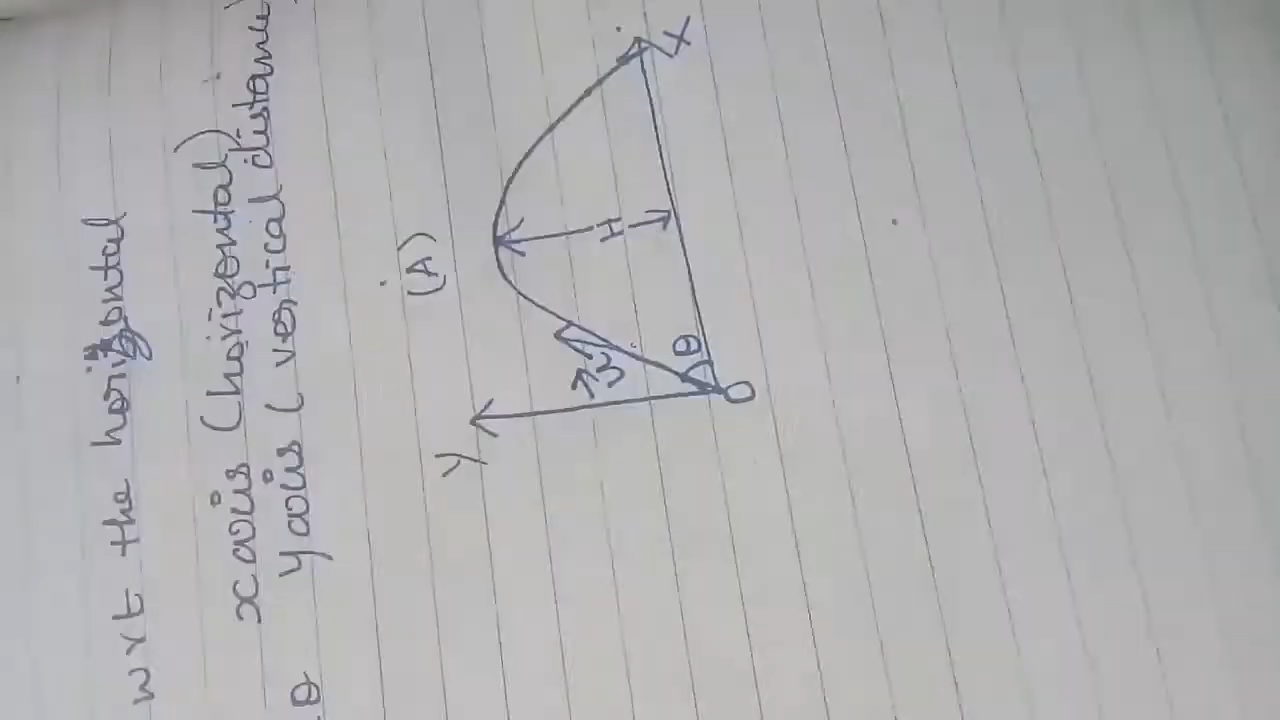 wrt the horizontal
x axis (horizontal)
θ y axis (vertical distance)
(A)
Y
H
u
θ
O
X